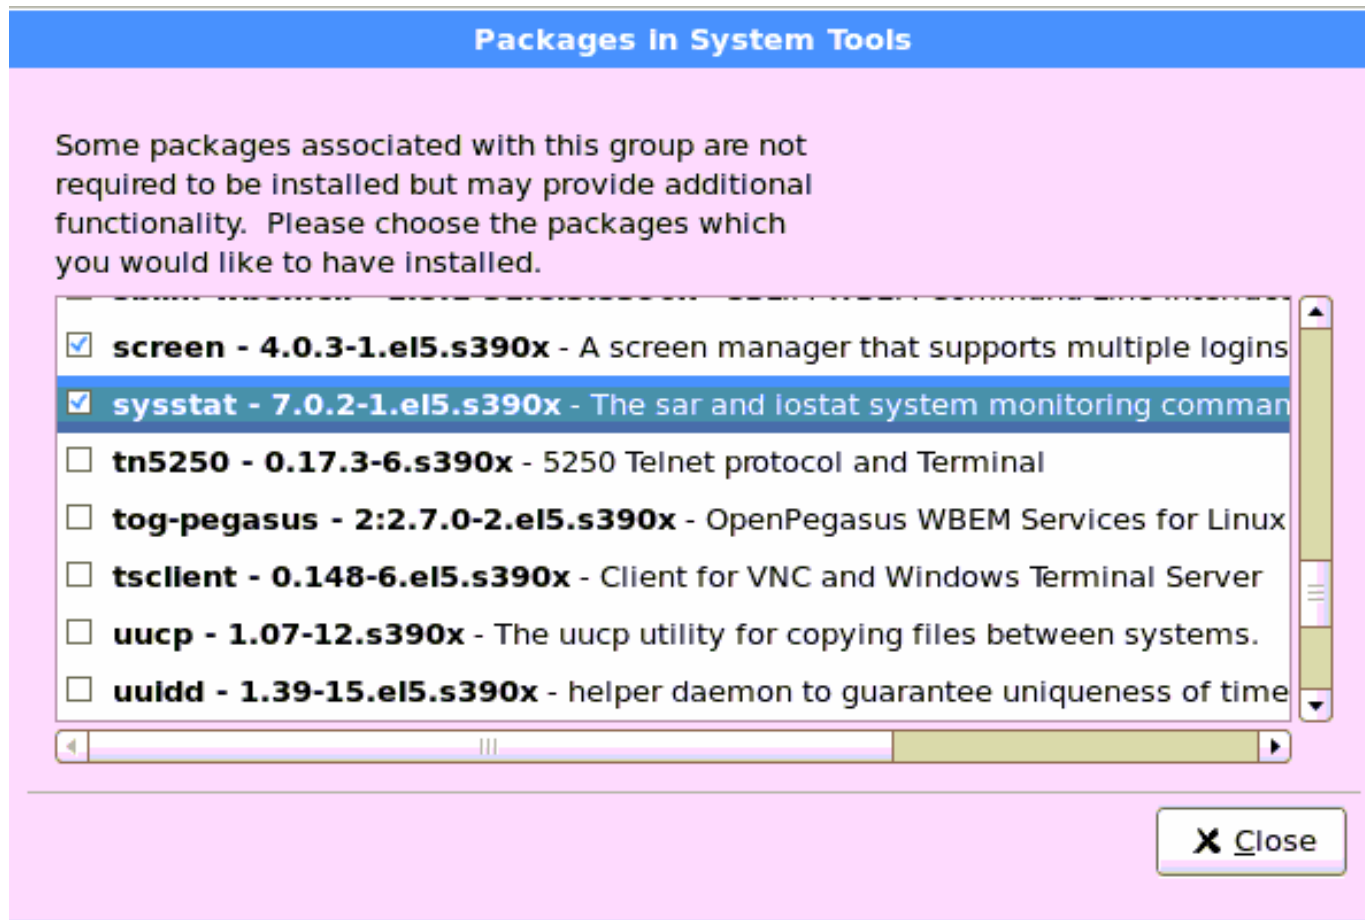 Packages in System Tools
Some packages associated with this group are not
required to be installed but may provide additional
functionality.  Please choose the packages which
you would like to have installed.
screen - 4.0.3-1.el5.s390x - A screen manager that supports multiple logins
sysstat - 7.0.2-1.el5.s390x - The sar and iostat system monitoring comman
tn5250 - 0.17.3-6.s390x - 5250 Telnet protocol and Terminal
tog-pegasus - 2:2.7.0-2.el5.s390x - OpenPegasus WBEM Services for Linux
tsclient - 0.148-6.el5.s390x - Client for VNC and Windows Terminal Server
uucp - 1.07-12.s390x - The uucp utility for copying files between systems.
uuidd - 1.39-15.el5.s390x - helper daemon to guarantee uniqueness of time
Close